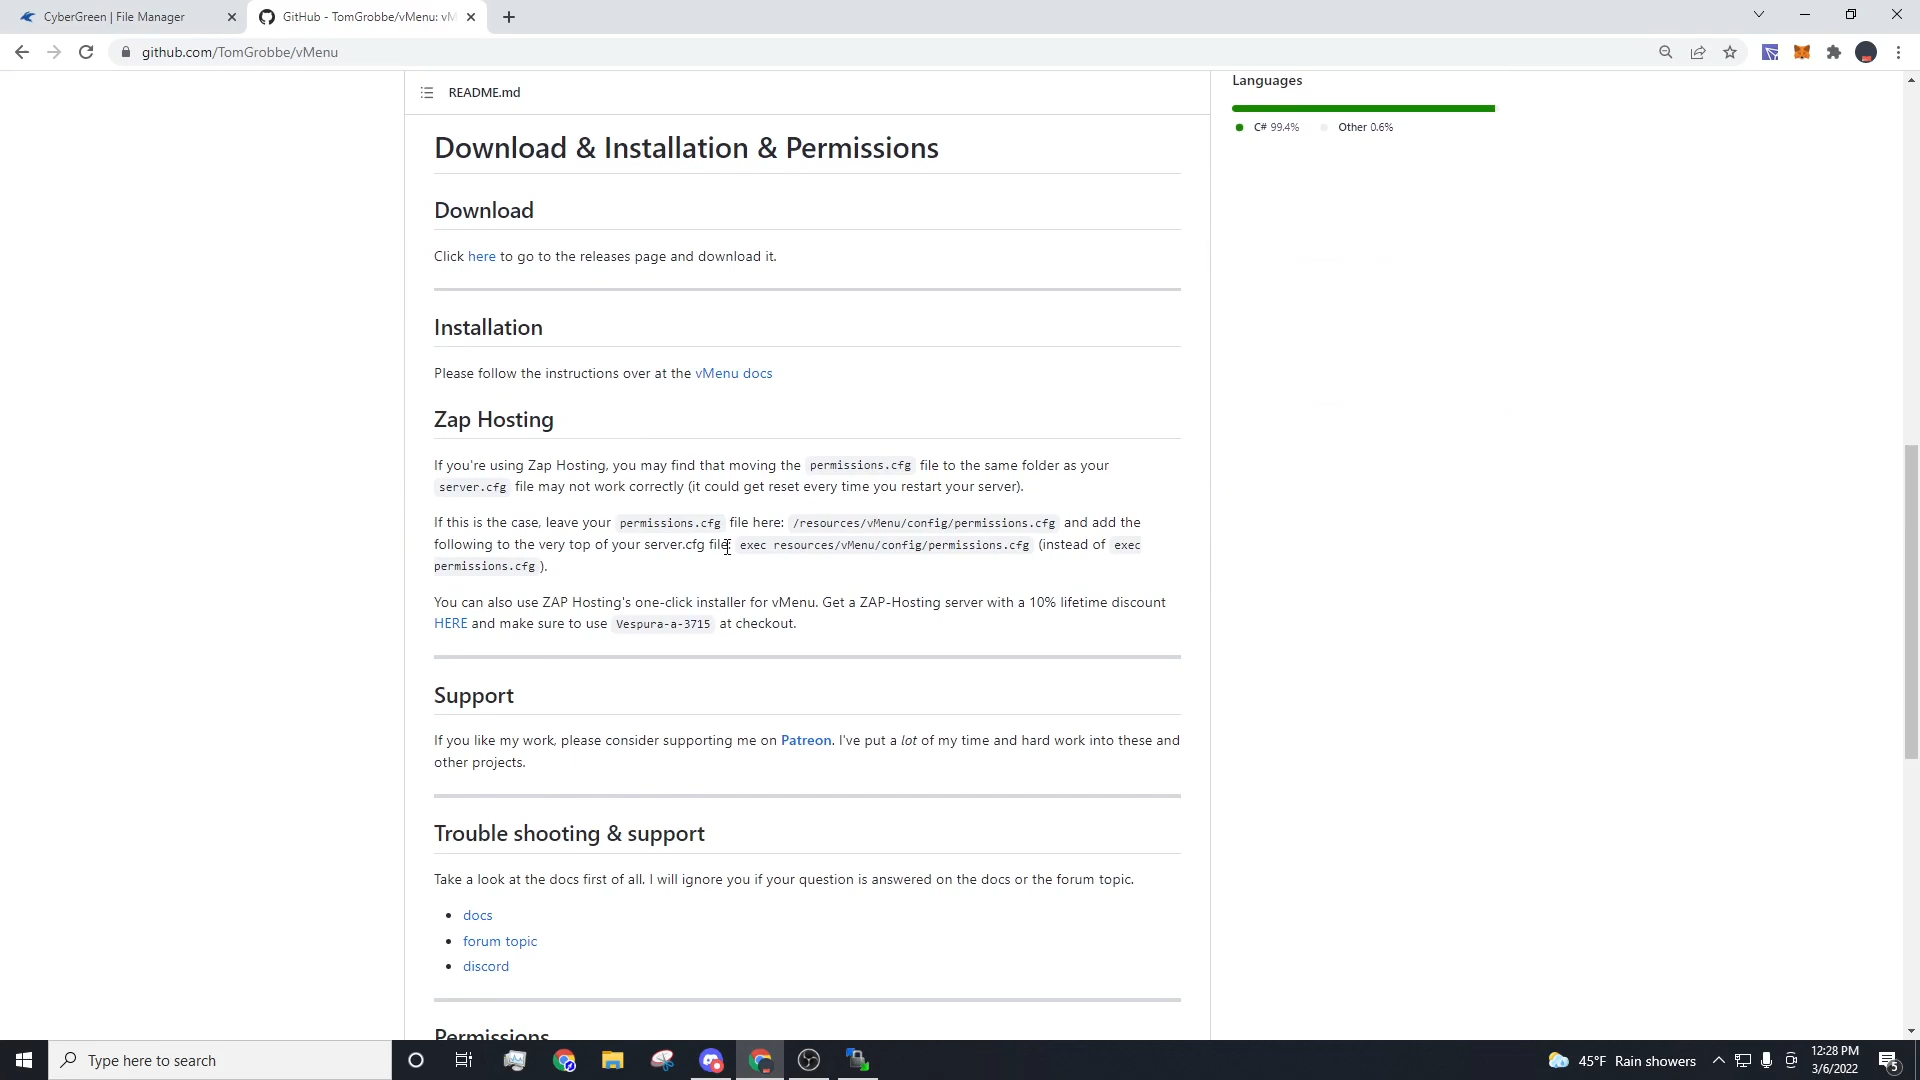 CyberGreen | File Manager
GitHub - TomGrobbe/vMenu: vM
github.com/TomGrobbe/vMenu
README.md
Languages
C# 99.4%
Other 0.6%
Download & Installation & Permissions
Download
Click here to go to the releases page and download it.
Installation
Please follow the instructions over at the vMenu docs
Zap Hosting
If you're using Zap Hosting, you may find that moving the permissions.cfg file to the same folder as your
server.cfg file may not work correctly (it could get reset every time you restart your server).
If this is the case, leave your permissions.cfg file here: /resources/vMenu/config/permissions.cfg and add the
following to the very top of your server.cfg file: exec resources/vMenu/config/permissions.cfg (instead of exec
permissions.cfg ).
You can also use ZAP Hosting's one-click installer for vMenu. Get a ZAP-Hosting server with a 10% lifetime discount
HERE and make sure to use Vespura-a-3715 at checkout.
Support
If you like my work, please consider supporting me on Patreon. I've put a lot of my time and hard work into these and
other projects.
Trouble shooting & support
Take a look at the docs first of all. I will ignore you if your question is answered on the docs or the forum topic.
docs
forum topic
discord
Permissions
Type here to search
45°F Rain showers
12:28 PM
3/6/2022
5